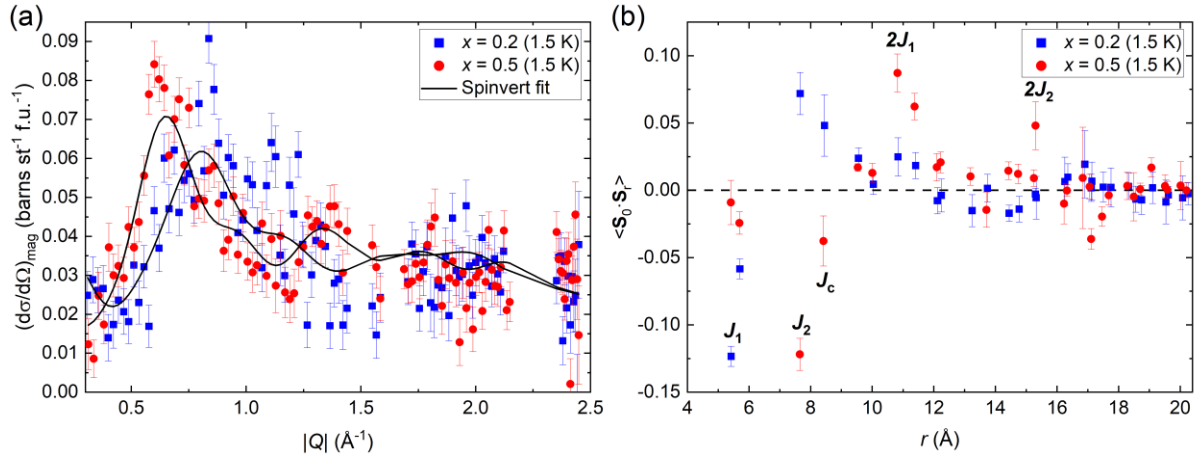 (a)
(dσ/dΩ)mag (barns st⁻¹ f.u.⁻¹)
0.09
0.08
0.07
0.06
0.05
0.04
0.03
0.02
0.01
0.00
x = 0.2 (1.5 K)
x = 0.5 (1.5 K)
Spinvert fit
0.5 1.0 1.5 2.0 2.5
|Q| (Å⁻¹)
(b)
<S₀·Sᵣ>
0.10
0.05
0.00
-0.05
-0.10
-0.15
x = 0.2 (1.5 K)
x = 0.5 (1.5 K)
2J₁
2J₂
Jc
J₁ J₂
4 6 8 10 12 14 16 18 20
r (Å)